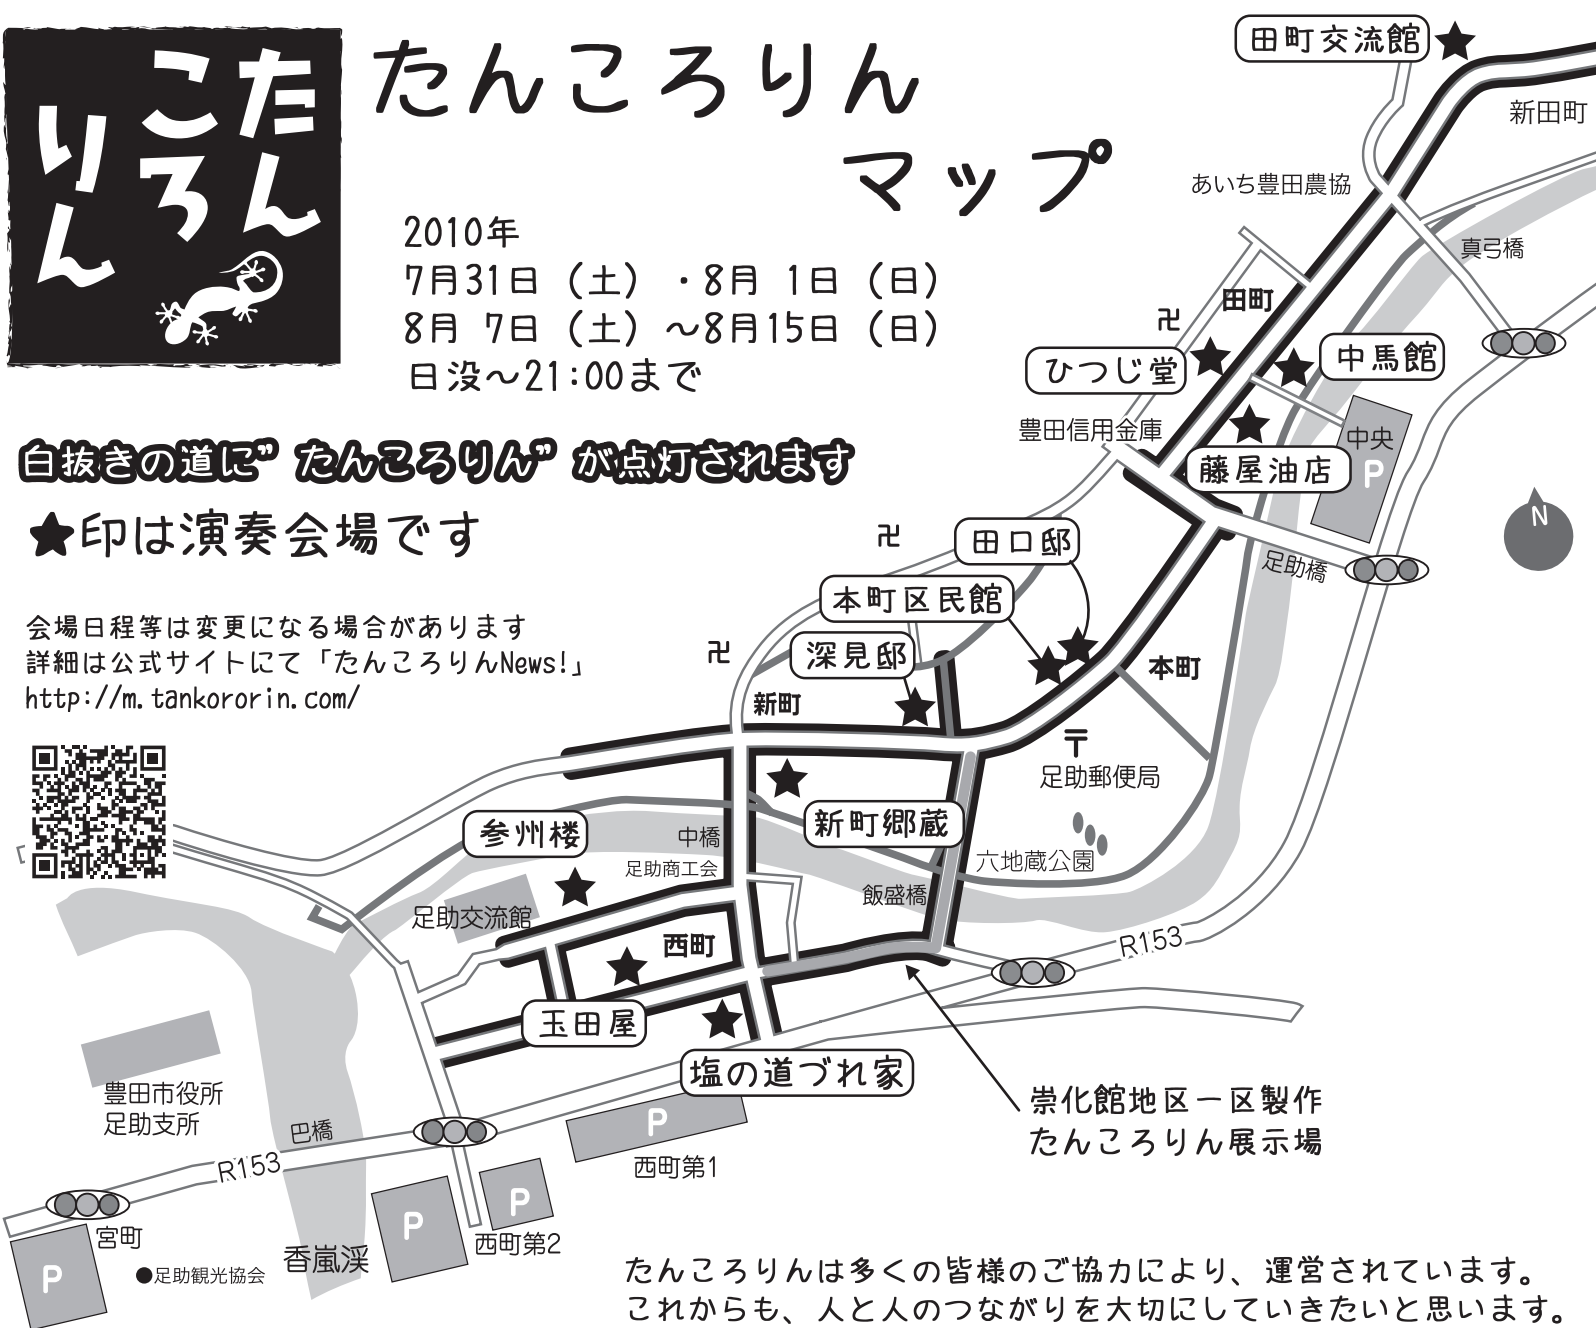 たん
ころ
りん
たんころりん
マップ
2010年
7月31日（土）・8月 1日（日）
8月 7日（土）～8月15日（日）
日没～21:00まで
白抜きの道に”たんころりん”が点灯されます
★印は演奏会場です
会場日程等は変更になる場合があります
詳細は公式サイトにて「たんころりんNews!」
http://m.tankororin.com/
田町交流館
新田町
あいち豊田農協
真弓橋
田町
卍
ひつじ堂
中馬館
豊田信用金庫
中央
P
藤屋油店
N
卍
田口邸
足助橋
本町区民館
卍
深見邸
本町
新町
〒
足助郵便局
参州楼
中橋
新町郷蔵
足助商工会
六地蔵公園
飯盛橋
足助交流館
西町
R153
玉田屋
塩の道づれ家
豊田市役所
足助支所
巴橋
R153
P
西町第1
崇化館地区一区製作
たんころりん展示場
P
P
西町第2
宮町
P
●足助観光協会
香嵐渓
たんころりんは多くの皆様のご協力により、運営されています。
これからも、人と人のつながりを大切にしていきたいと思います。